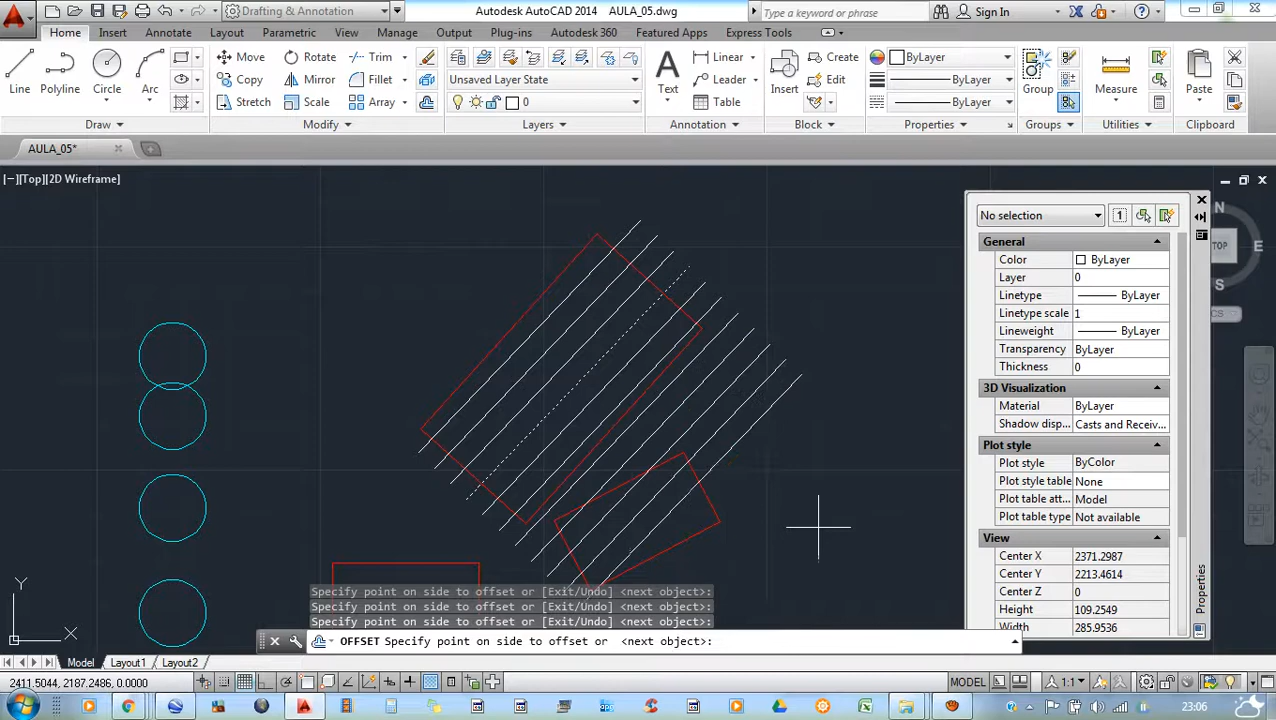 Drafting & Annotation
Autodesk AutoCAD 2014 AULA_05.dwg
Type a keyword or phrase
Sign In
Home Insert Annotate Layout Parametric View Manage Output Plug-ins Autodesk 360 Featured Apps Express Tools
Line Polyline Circle Arc
Move Rotate Trim
Copy Mirror Fillet
Stretch Scale Array
Unsaved Layer State
0
Text
Linear
Leader
Table
Insert
Create
Edit
ByLayer
ByLayer
ByLayer
Group
Measure
Paste
Draw Modify Layers Annotation Block Properties Groups Utilities Clipboard
AULA_05*
[−][Top][2D Wireframe]
N
TOP
E
S
No selection
General
Color ByLayer
Layer 0
Linetype ByLayer
Linetype scale 1
Lineweight ByLayer
Transparency ByLayer
Thickness 0
3D Visualization
Material ByLayer
Shadow disp... Casts and Receiv...
Plot style
Plot style ByColor
Plot style table None
Plot table att... Model
Plot table type Not available
View
Center X 2371.2987
Center Y 2213.4614
Center Z 0
Height 109.2549
Width 285.9536
Properties
Y
X
Specify point on side to offset or [Exit/Undo] <next object>:
Specify point on side to offset or [Exit/Undo] <next object>:
Specify point on side to offset or [Exit/Undo] <next object>:
OFFSET Specify point on side to offset or <next object>:
Model Layout1 Layout2
2411.5044, 2187.2486, 0.0000
MODEL
1:1
23:06